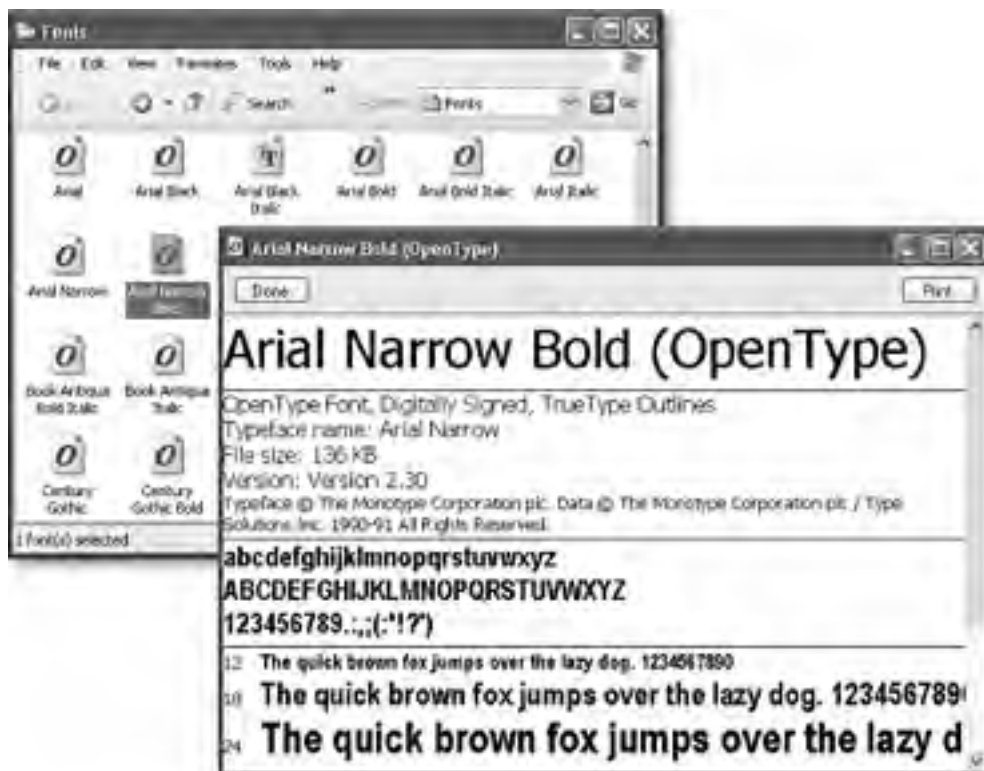 Fonts
File Edit View Favorites Tools Help
Search Fonts Go
Arial Arial Black Arial Black Italic Arial Bold Arial Bold Italic Arial Italic
Arial Narrow Arial Narrow Bold
Book Antiqua Bold Italic Book Antiqua Italic
Century Gothic Century Gothic Bold
1 font(s) selected
Arial Narrow Bold (OpenType)
Done Print
Arial Narrow Bold (OpenType)
OpenType Font, Digitally Signed, TrueType Outlines
Typeface name: Arial Narrow
File size: 136 KB
Version: Version 2.30
Typeface © The Monotype Corporation plc. Data © The Monotype Corporation plc / Type
Solutions Inc. 1990-91 All Rights Reserved.
abcdefghijklmnopqrstuvwxyz
ABCDEFGHIJKLMNOPQRSTUVWXYZ
123456789.:,;(:*!?')
12 The quick brown fox jumps over the lazy dog. 1234567890
18 The quick brown fox jumps over the lazy dog. 123456789
24 The quick brown fox jumps over the lazy d